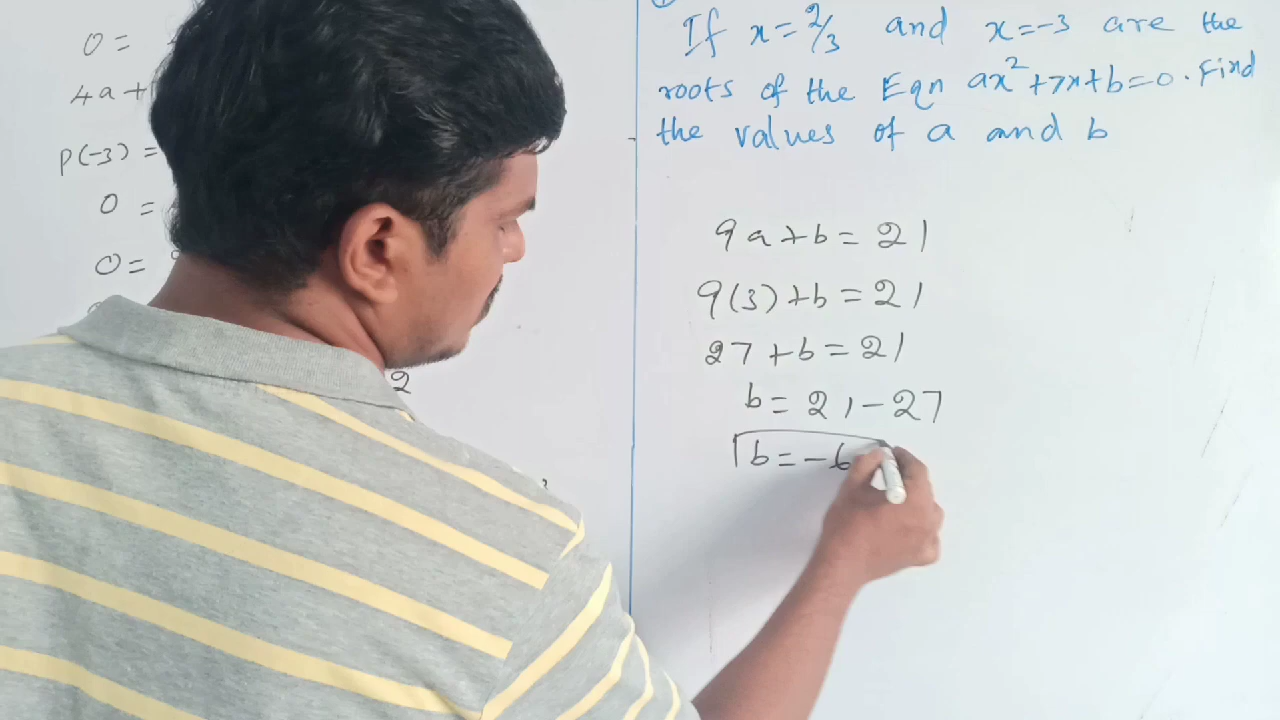 0 =
4a +
P(-3) =
0 =
0 =
2
If x = 2/3 and x = -3 are the
roots of the Eqn ax² + 7x + b = 0. Find
the values of a and b
9a + b = 21
9(3) + b = 21
27 + b = 21
b = 21 - 27
b = -6